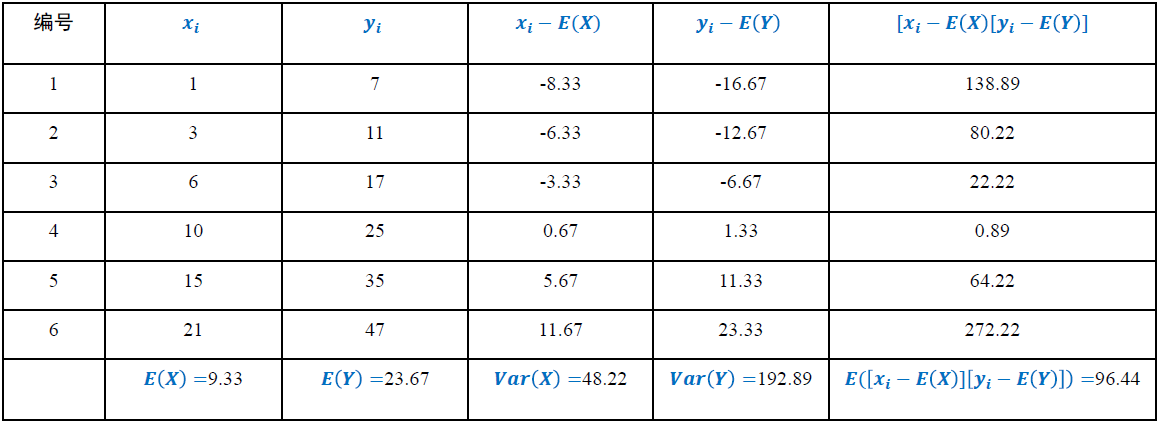 编号 xᵢ yᵢ xᵢ − E(X) yᵢ − E(Y) [xᵢ − E(X)[yᵢ − E(Y)]
1 1 7 -8.33 -16.67 138.89
2 3 11 -6.33 -12.67 80.22
3 6 17 -3.33 -6.67 22.22
4 10 25 0.67 1.33 0.89
5 15 35 5.67 11.33 64.22
6 21 47 11.67 23.33 272.22
E(X) =9.33 E(Y) =23.67 Var(X) =48.22 Var(Y) =192.89 E([xᵢ − E(X)][yᵢ − E(Y)]) =96.44